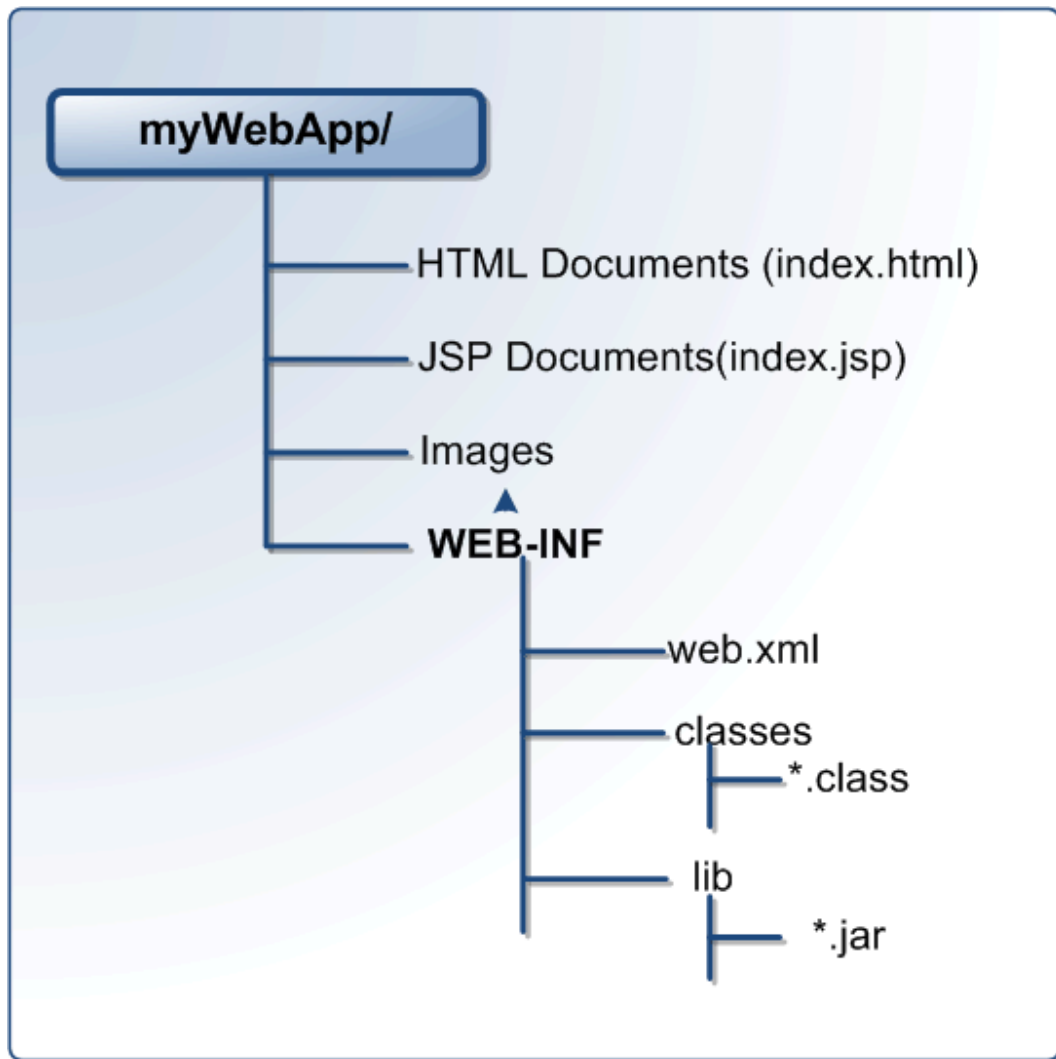 myWebApp/
HTML Documents (index.html)
JSP Documents(index.jsp)
Images
WEB-INF
web.xml
classes
*.class
lib
*.jar